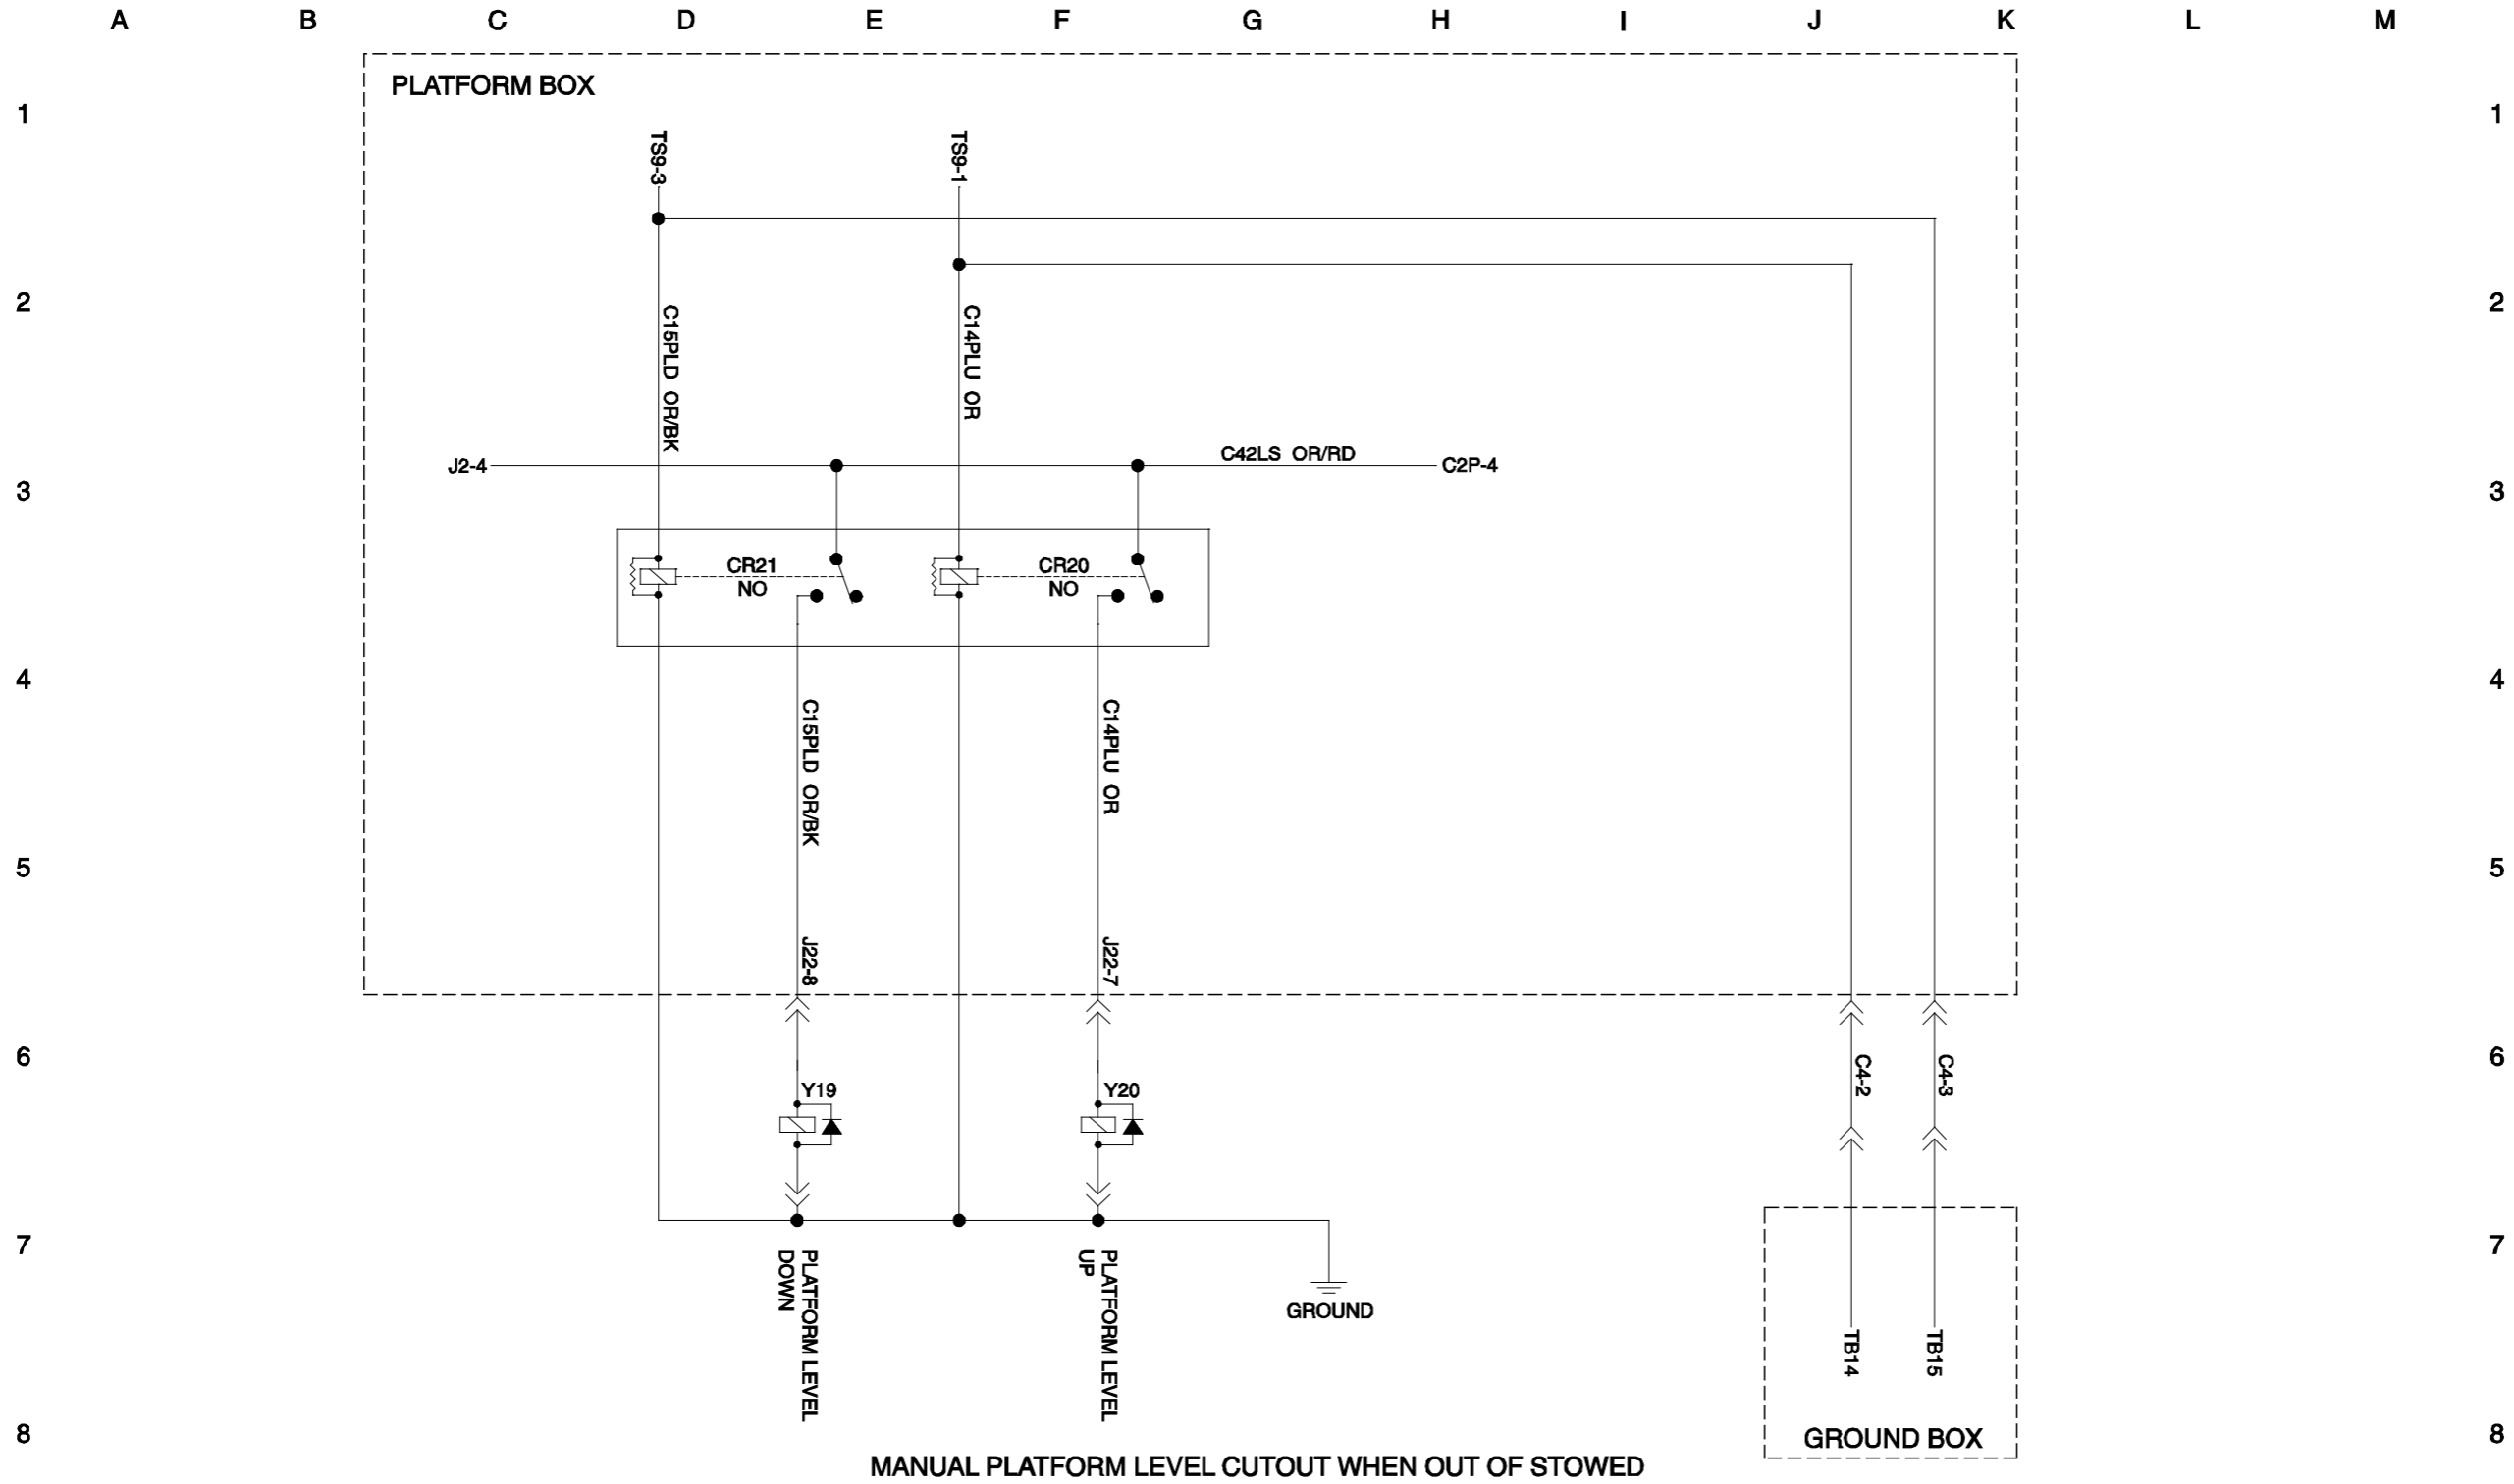 A B C D E F G H I J K L M
PLATFORM BOX
1 1
TS9-3 TS9-1
2 2
C15PLD OR/BK C14PLU OR
J2-4 C42LS OR/RD C2P-4
3 3
CR21 CR20
NO NO
4 4
C15PLD OR/BK C14PLU OR
5 5
J22-8 J22-7
6 6
C4-2 C4-3
Y19 Y20
7 7
PLATFORM LEVEL
DOWN
PLATFORM LEVEL
UP
GROUND
TB14 TB15
8 8
GROUND BOX
MANUAL PLATFORM LEVEL CUTOUT WHEN OUT OF STOWED